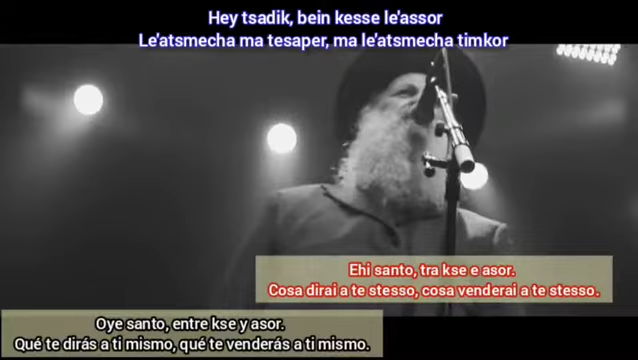 Hey tsadik, bein kesse le'assor
Le'atsmecha ma tesaper, ma le’atsmecha timkor
Ehi santo, tra kse e asor.
Cosa dirai a te stesso, cosa venderai a te stesso.
Oye santo, entre kse y asor.
Qué te dirás a ti mismo, qué te venderás a ti mismo.